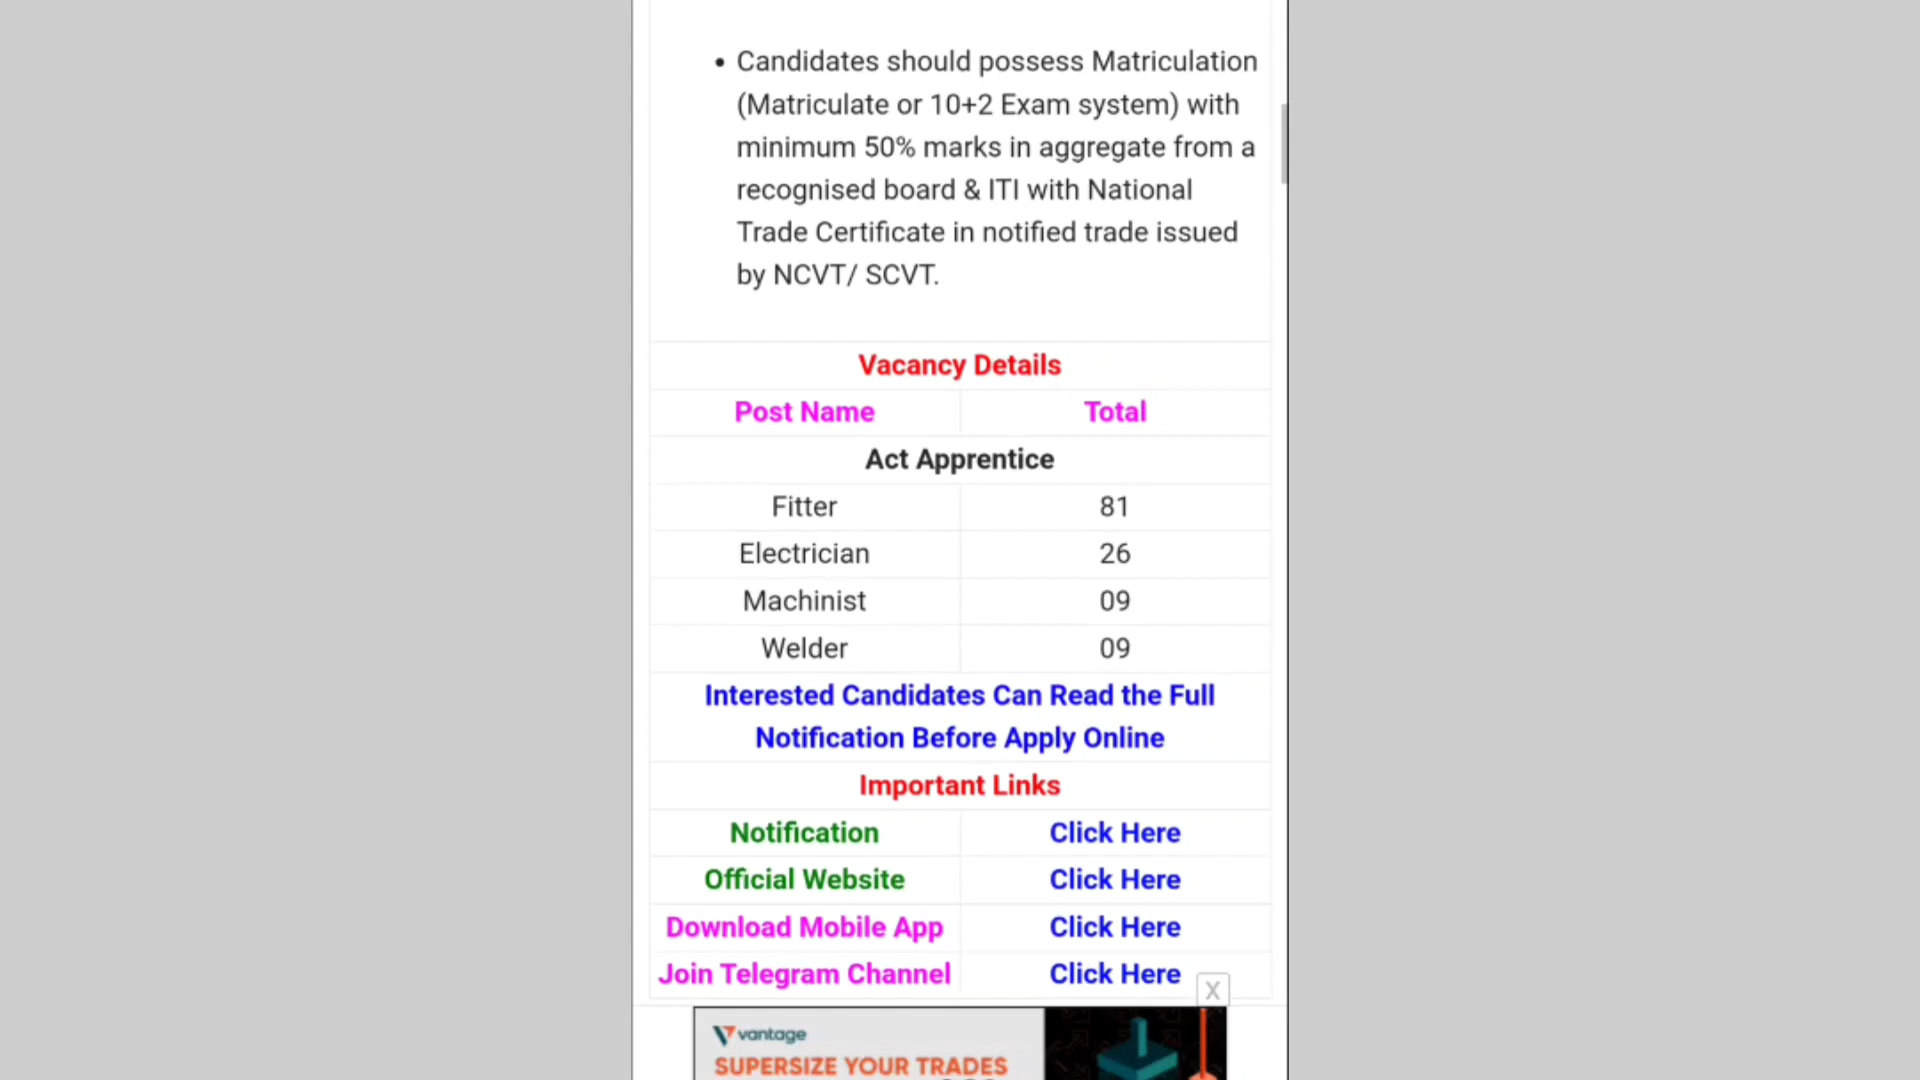 • Candidates should possess Matriculation
(Matriculate or 10+2 Exam system) with
minimum 50% marks in aggregate from a
recognised board & ITI with National
Trade Certificate in notified trade issued
by NCVT/ SCVT.
Vacancy Details
Post Name Total
Act Apprentice
Fitter 81
Electrician 26
Machinist 09
Welder 09
Interested Candidates Can Read the Full
Notification Before Apply Online
Important Links
Notification Click Here
Official Website Click Here
Download Mobile App Click Here
Join Telegram Channel Click Here
X
vantage
SUPERSIZE YOUR TRADES